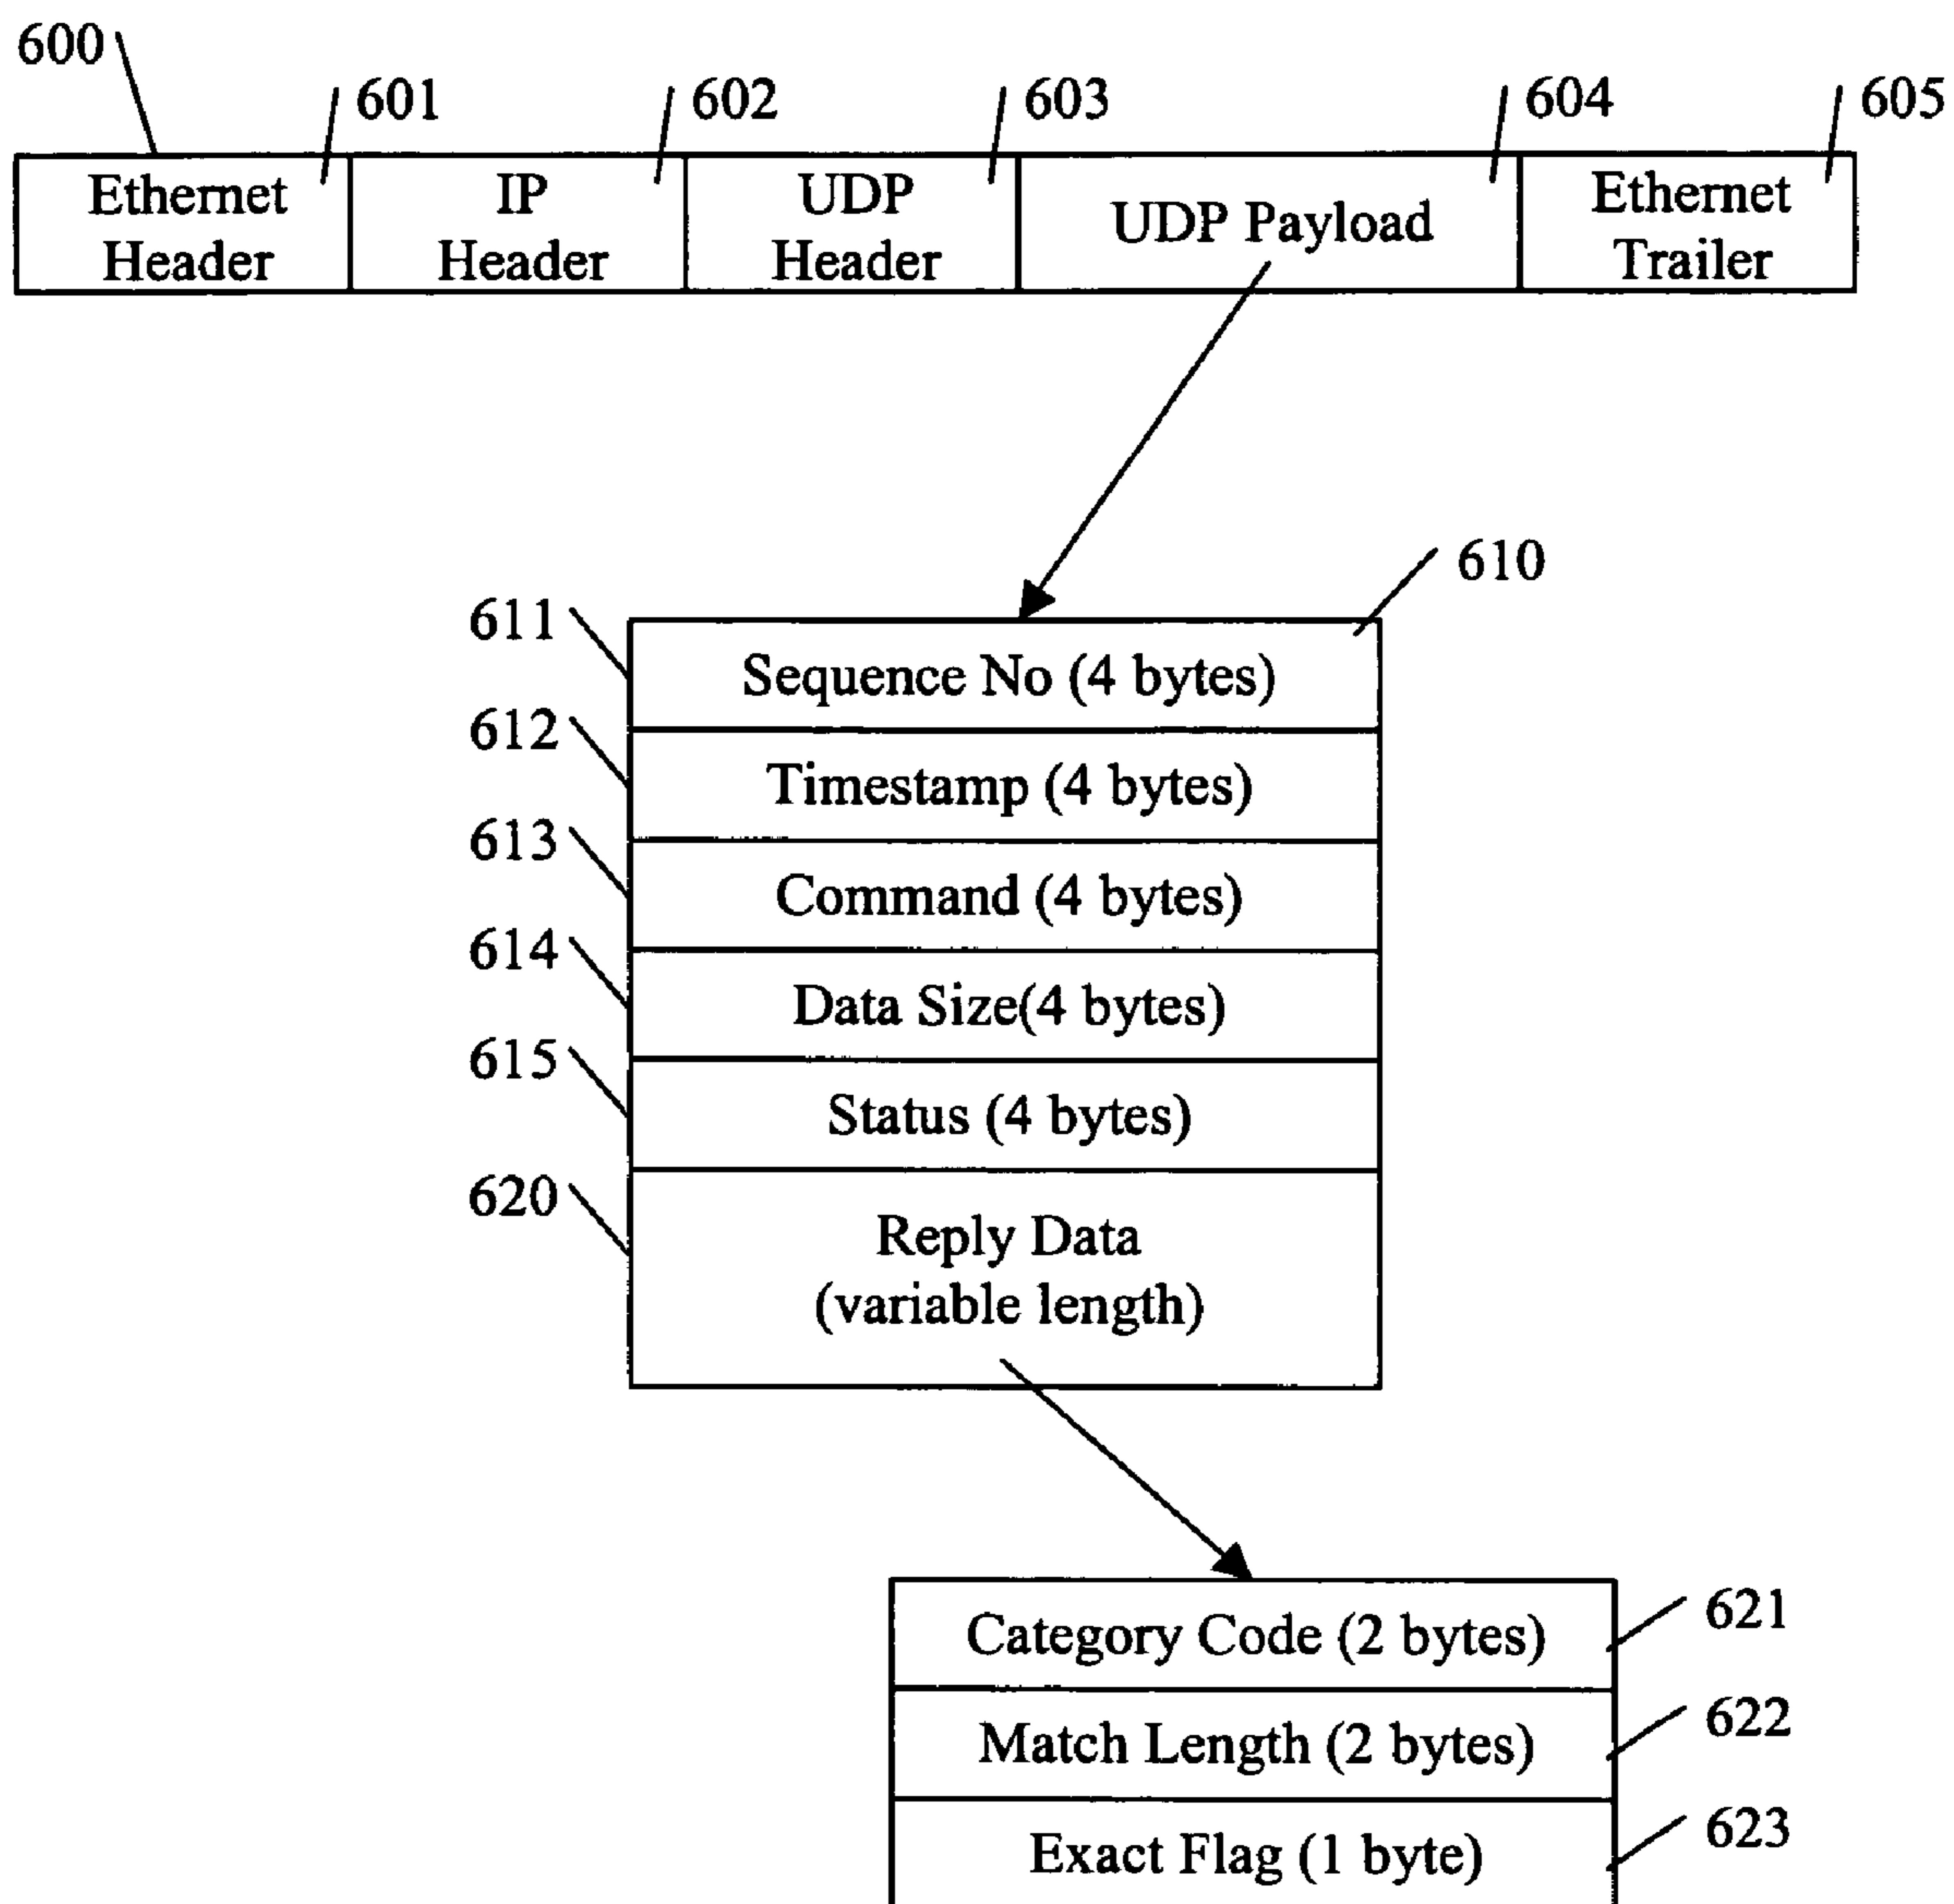 600
601
602
603
604
605
Ethernet
Header
IP
Header
UDP
Header
UDP Payload
Ethernet
Trailer
610
611
Sequence No (4 bytes)
612
Timestamp (4 bytes)
613
Command (4 bytes)
614
Data Size(4 bytes)
615
Status (4 bytes)
620
Reply Data
(variable length)
Category Code (2 bytes)
621
Match Length (2 bytes)
622
Exact Flag (1 byte)
623